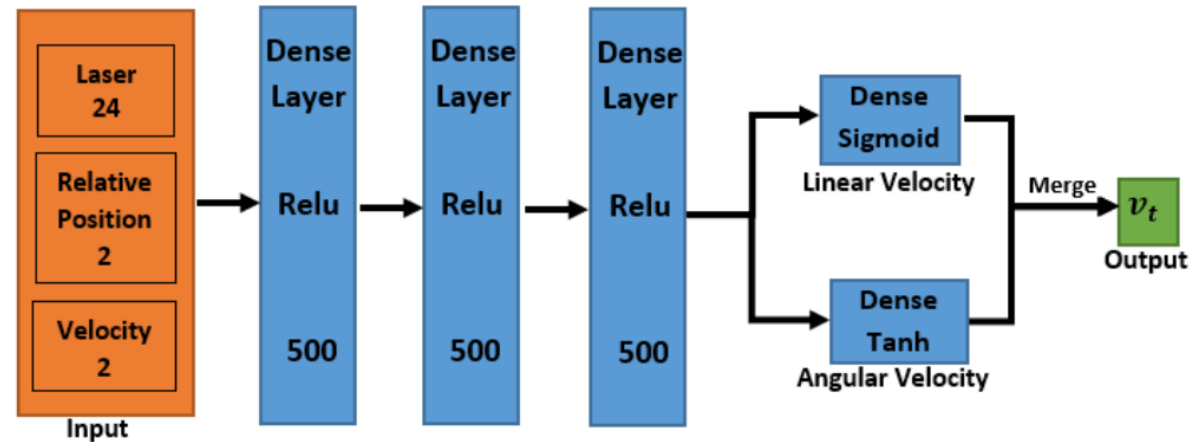 Laser
24
Relative
Position
2
Velocity
2
Input
Dense
Layer
Relu
500
Dense
Layer
Relu
500
Dense
Layer
Relu
500
Dense
Sigmoid
Linear Velocity
Dense
Tanh
Angular Velocity
Merge
vₜ
Output